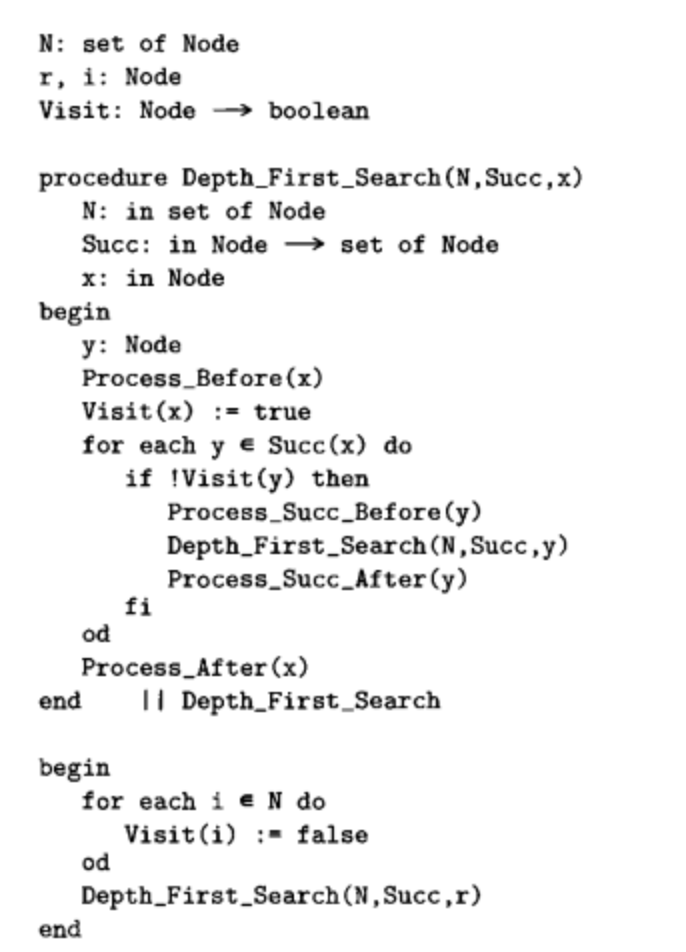 N: set of Node
r, i: Node
Visit: Node ⟶ boolean
procedure Depth_First_Search(N,Succ,x)
N: in set of Node
Succ: in Node ⟶ set of Node
x: in Node
begin
y: Node
Process_Before(x)
Visit(x) := true
for each y ∈ Succ(x) do
if !Visit(y) then
Process_Succ_Before(y)
Depth_First_Search(N,Succ,y)
Process_Succ_After(y)
fi
od
Process_After(x)
end || Depth_First_Search
begin
for each i ∈ N do
Visit(i) := false
od
Depth_First_Search(N,Succ,r)
end